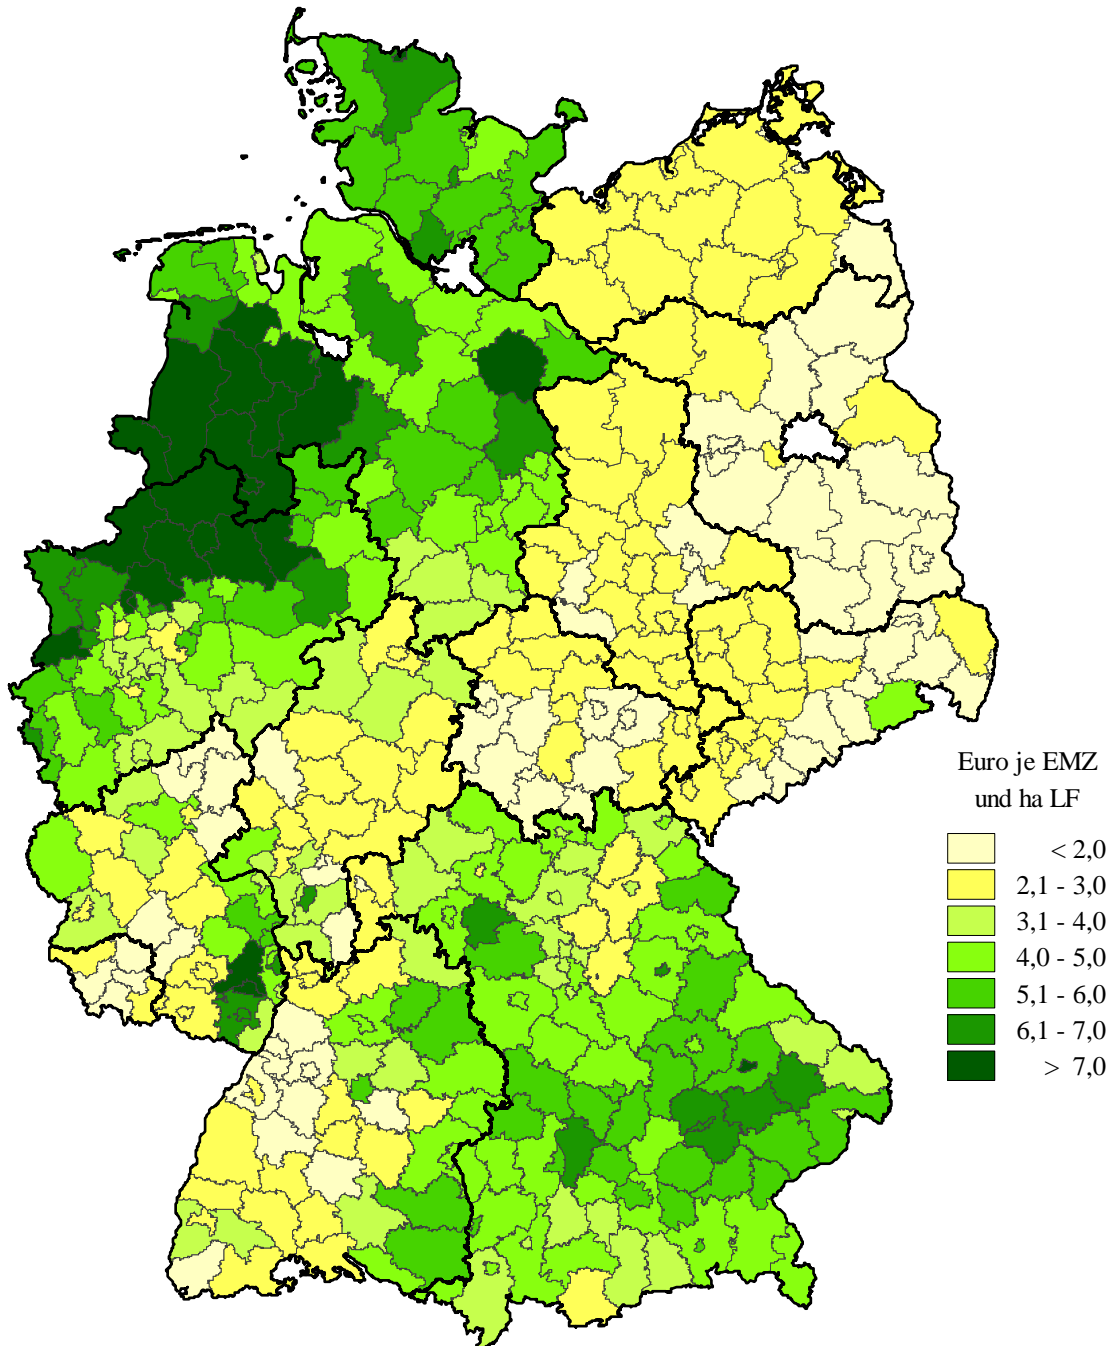 Euro je EMZ
und ha LF
< 2,0
2,1 - 3,0
3,1 - 4,0
4,0 - 5,0
5,1 - 6,0
6,1 - 7,0
> 7,0